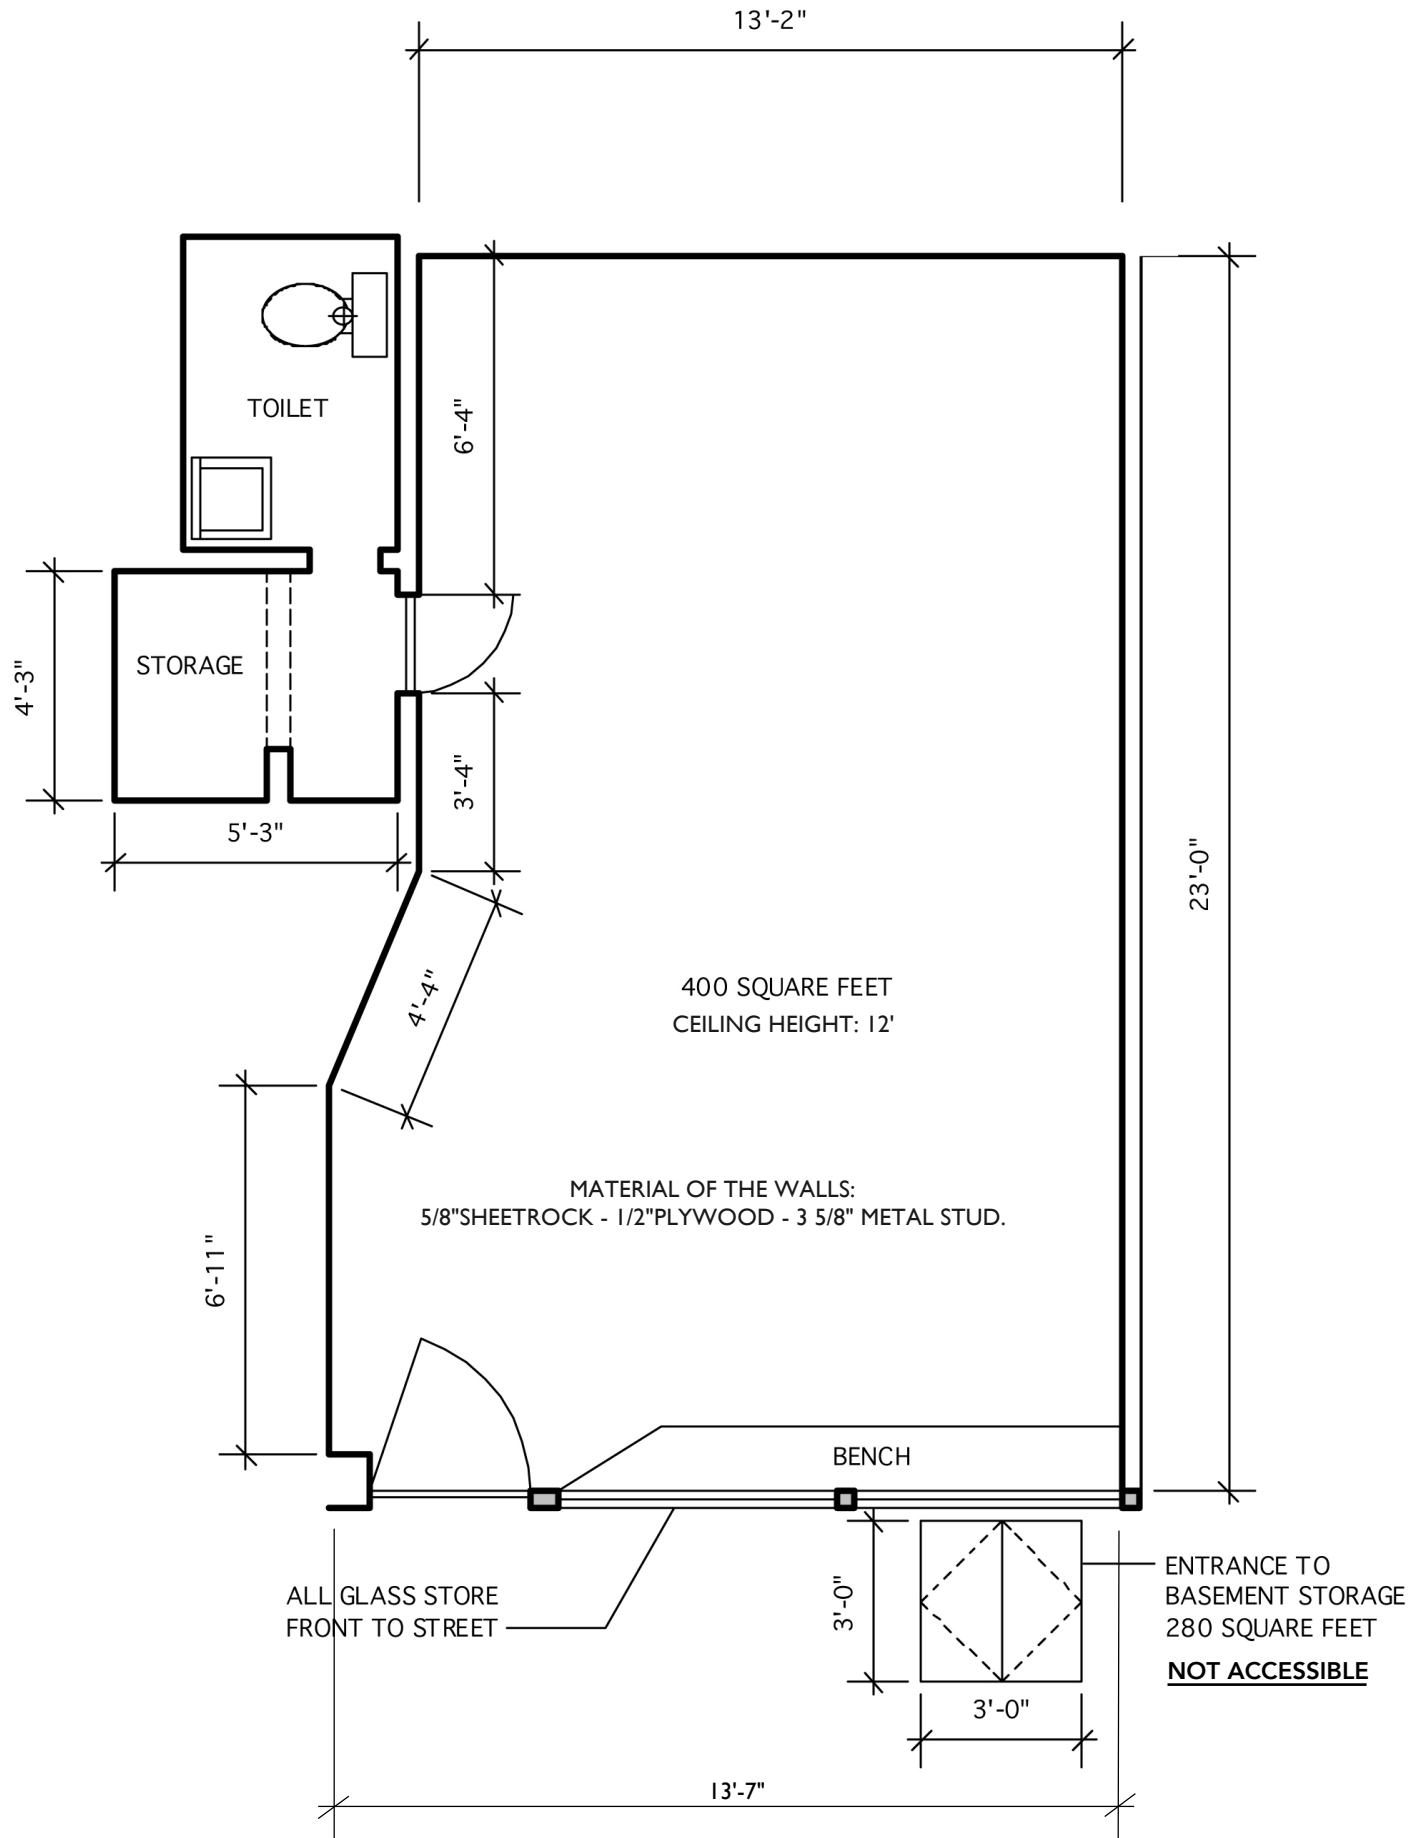 13'-2"
TOILET
6'-4"
STORAGE
4'-3"
3'-4"
5'-3"
23'-0"
4'-4"
400 SQUARE FEET
CEILING HEIGHT: 12'
MATERIAL OF THE WALLS:
5/8"SHEETROCK - 1/2"PLYWOOD - 3 5/8" METAL STUD.
6'-11"
BENCH
ALL GLASS STORE
FRONT TO STREET
3'-0"
ENTRANCE TO
BASEMENT STORAGE
280 SQUARE FEET
NOT ACCESSIBLE
3'-0"
13'-7"